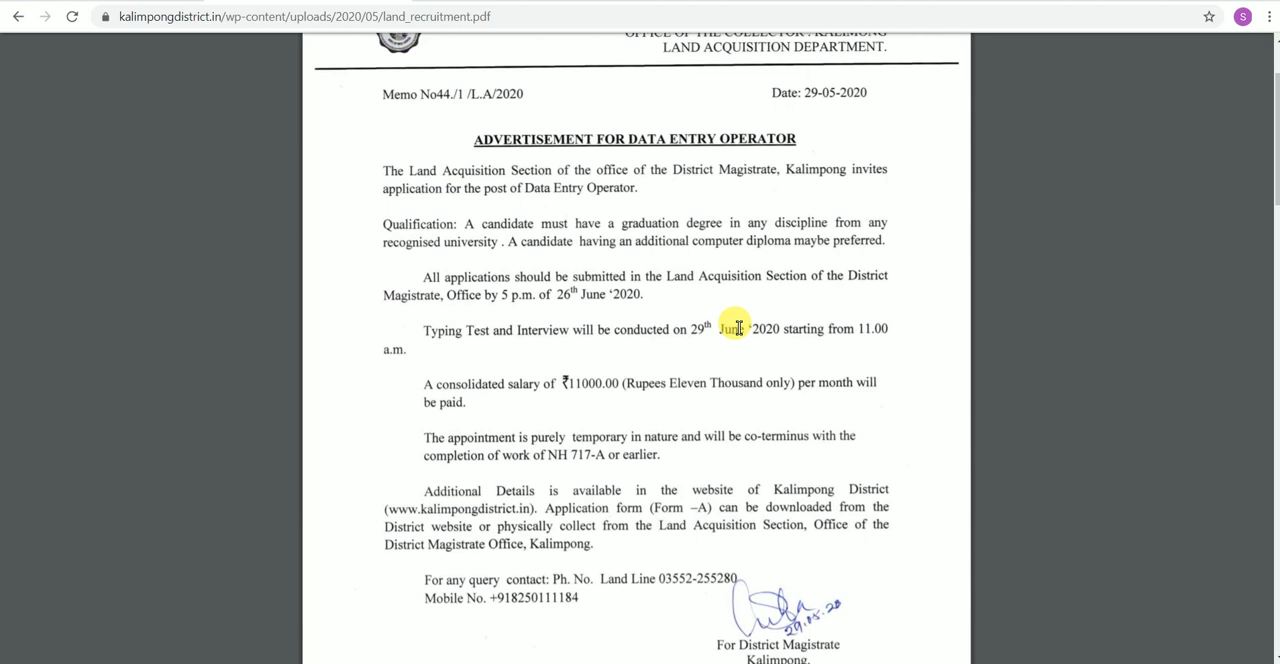 kalimpongdistrict.in/wp-content/uploads/2020/05/land_recruitment.pdf
S
OFFICE OF THE COLLECTOR : KALIMONG
LAND ACQUISITION DEPARTMENT.
Memo No44./1 /L.A/2020 Date: 29-05-2020
ADVERTISEMENT FOR DATA ENTRY OPERATOR
The Land Acquisition Section of the office of the District Magistrate, Kalimpong invites
application for the post of Data Entry Operator.
Qualification: A candidate must have a graduation degree in any discipline from any
recognised university . A candidate having an additional computer diploma maybe preferred.
All applications should be submitted in the Land Acquisition Section of the District
Magistrate, Office by 5 p.m. of 26th June ‘2020.
Typing Test and Interview will be conducted on 29th June ‘2020 starting from 11.00
a.m.
A consolidated salary of ₹11000.00 (Rupees Eleven Thousand only) per month will
be paid.
The appointment is purely temporary in nature and will be co-terminus with the
completion of work of NH 717-A or earlier.
Additional Details is available in the website of Kalimpong District
(www.kalimpongdistrict.in). Application form (Form –A) can be downloaded from the
District website or physically collect from the Land Acquisition Section, Office of the
District Magistrate Office, Kalimpong.
For any query contact: Ph. No. Land Line 03552-255280
Mobile No. +918250111184
29.05.20
For District Magistrate
Kalimpong.